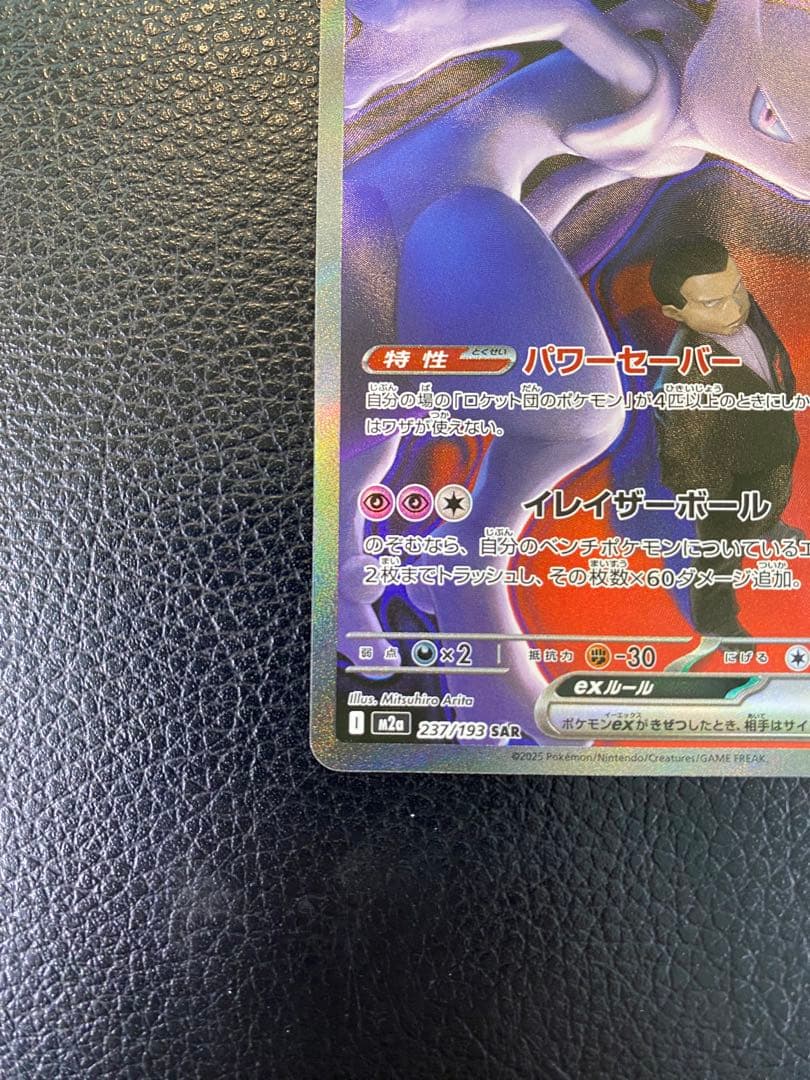 特性 とくせい パワーセーバー
自分の場の「ロケット団のポケモン」が4匹以上のときにしか
はワザが使えない。
イレイザーボール
のぞむなら、自分のベンチポケモンについているエ
2枚までトラッシュし、その枚数×60ダメージ追加。
弱点 ×2 抵抗力 -30 にげる
exルール
ポケモンexがきぜつしたとき、相手はサイ
Illus. Mitsuhiro Arita
I m2a 237/193 SAR
©2025 Pokémon/Nintendo/Creatures/GAME FREAK.